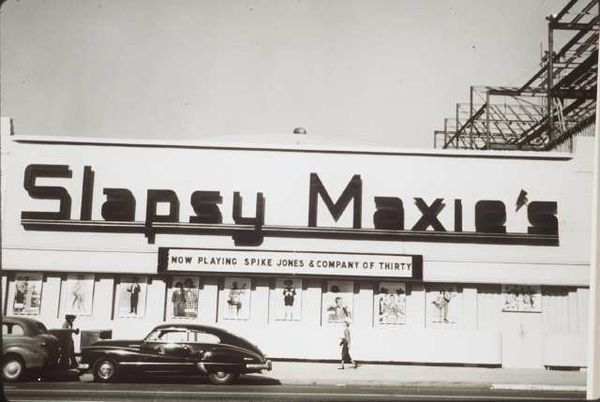 Slapsy Maxie's
NOW PLAYING SPIKE JONES & COMPANY OF THIRTY